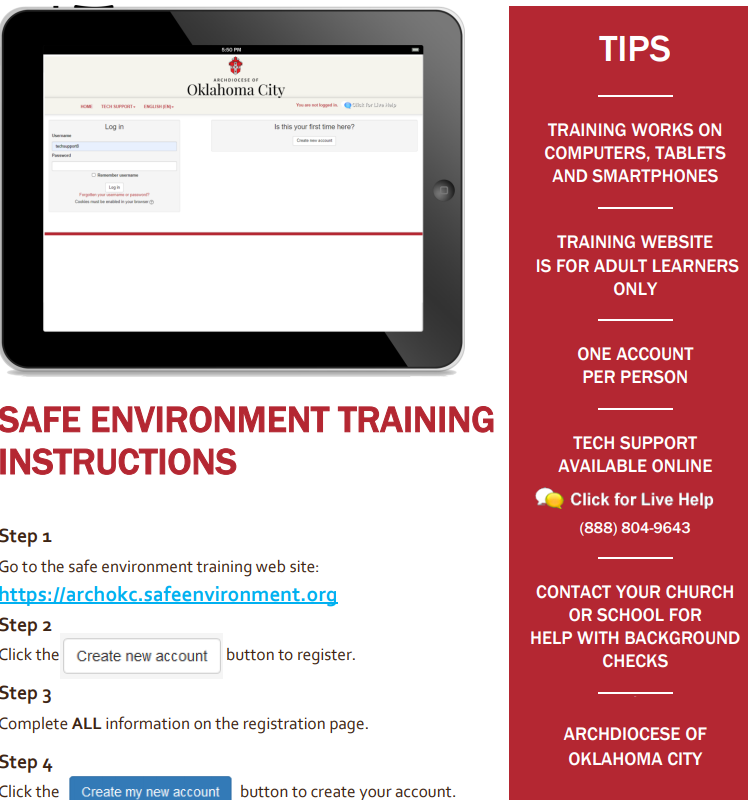 5:50 PM
ARCHDIOCESE OF
Oklahoma City
HOME TECH SUPPORT ENGLISH (EN)
You are not logged in. Click for Live Help
Log in
Username
techsupport5
Password
Remember username
Log in
Forgotten your username or password?
Cookies must be enabled in your browser
Is this your first time here?
Create new account
SAFE ENVIRONMENT TRAINING
INSTRUCTIONS
Step 1
Go to the safe environment training web site:
https://archokc.safeenvironment.org
Step 2
Click the Create new account button to register.
Step 3
Complete ALL information on the registration page.
Step 4
Click the Create my new account button to create your account.
TIPS
TRAINING WORKS ON
COMPUTERS, TABLETS
AND SMARTPHONES
TRAINING WEBSITE
IS FOR ADULT LEARNERS
ONLY
ONE ACCOUNT
PER PERSON
TECH SUPPORT
AVAILABLE ONLINE
Click for Live Help
(888) 804-9643
CONTACT YOUR CHURCH
OR SCHOOL FOR
HELP WITH BACKGROUND
CHECKS
ARCHDIOCESE OF
OKLAHOMA CITY